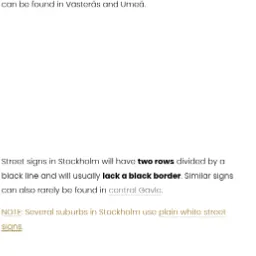 can be found in Västerås and Umeå.
Street signs in Stockholm will have two rows divided by a
black line and will usually lack a black border. Similar signs
can also rarely be found in central Gävle.
NOTE: Several suburbs in Stockholm use plain white street
signs.